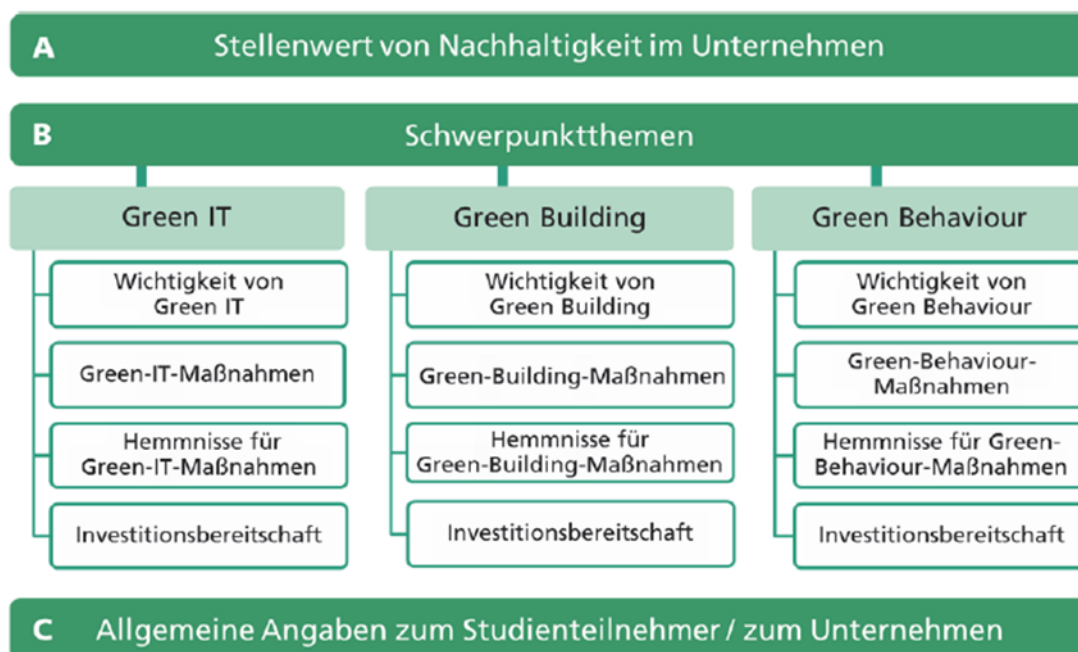 A Stellenwert von Nachhaltigkeit im Unternehmen
B Schwerpunktthemen
Green IT
Wichtigkeit von
Green IT
Green-IT-Maßnahmen
Hemmnisse für
Green-IT-Maßnahmen
Investitionsbereitschaft
Green Building
Wichtigkeit von
Green Building
Green-Building-Maßnahmen
Hemmnisse für
Green-Building-Maßnahmen
Investitionsbereitschaft
Green Behaviour
Wichtigkeit von
Green Behaviour
Green-Behaviour-
Maßnahmen
Hemmnisse für Green-
Behaviour-Maßnahmen
Investitionsbereitschaft
C Allgemeine Angaben zum Studienteilnehmer / zum Unternehmen